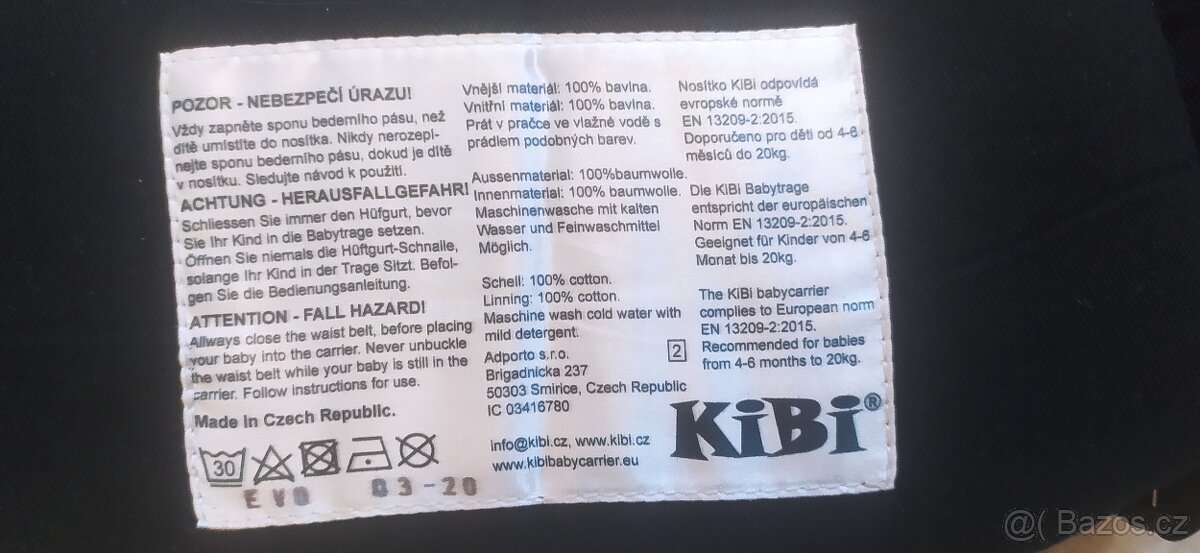 POZOR - NEBEZPEČÍ ÚRAZU!
Vždy zapněte sponu bederního pásu, než
dítě umístíte do nosítka. Nikdy nerozepí-
nejte sponu bederního pásu, dokud je dítě
v nosítku. Sledujte návod k použití.
ACHTUNG - HERAUSFALLGEFAHR!
Schliessen Sie immer den Hüfgurt, bevor
Sie Ihr Kind in die Babytrage setzen.
Öffnen Sie niemals die Hüftgurt-Schnalle,
solange Ihr Kind in der Trage Sitzt. Befol-
gen Sie die Bedienungsanleitung.
ATTENTION - FALL HAZARD!
Allways close the waist belt, before placing
your baby into the carrier. Never unbuckle
the waist belt while your baby is still in the
carrier. Follow instructions for use.
Made In Czech Republic.
30
EVO 03-20
Vnější materiál: 100% bavlna.
Vnitřní materiál: 100% bavlna.
Prát v pračce ve vlažné vodě s
prádlem podobných barev.
Aussenmaterial: 100%baumwolle.
Innenmaterial: 100% baumwolle.
Maschinenwasche mit kalten
Wasser und Feinwaschmittel
Möglich.
Schell: 100% cotton.
Linning: 100% cotton.
Maschine wash cold water with
mild detergent.
Adporto s.r.o.
Brigadnicka 237
50303 Smirice, Czech Republic
IC 03416780
info@kibi.cz, www.kibi.cz
www.kibibabycarrier.eu
Nosítko KiBi odpovídá
evropské normě
EN 13209-2:2015.
Doporučeno pro děti od 4-6
měsíců do 20kg.
Die KiBi Babytrage
entspricht der europäischen
Norm EN 13209-2:2015.
Geeignet für Kinder von 4-6
Monat bis 20kg.
The KiBi babycarrier
complies to European norm
EN 13209-2:2015.
Recommended for babies
from 4-6 months to 20kg.
2
KiBi®
@( Bazos.cz